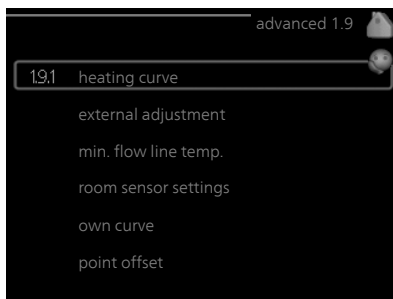 advanced 1.9
1.9.1 heating curve
external adjustment
min. flow line temp.
room sensor settings
own curve
point offset